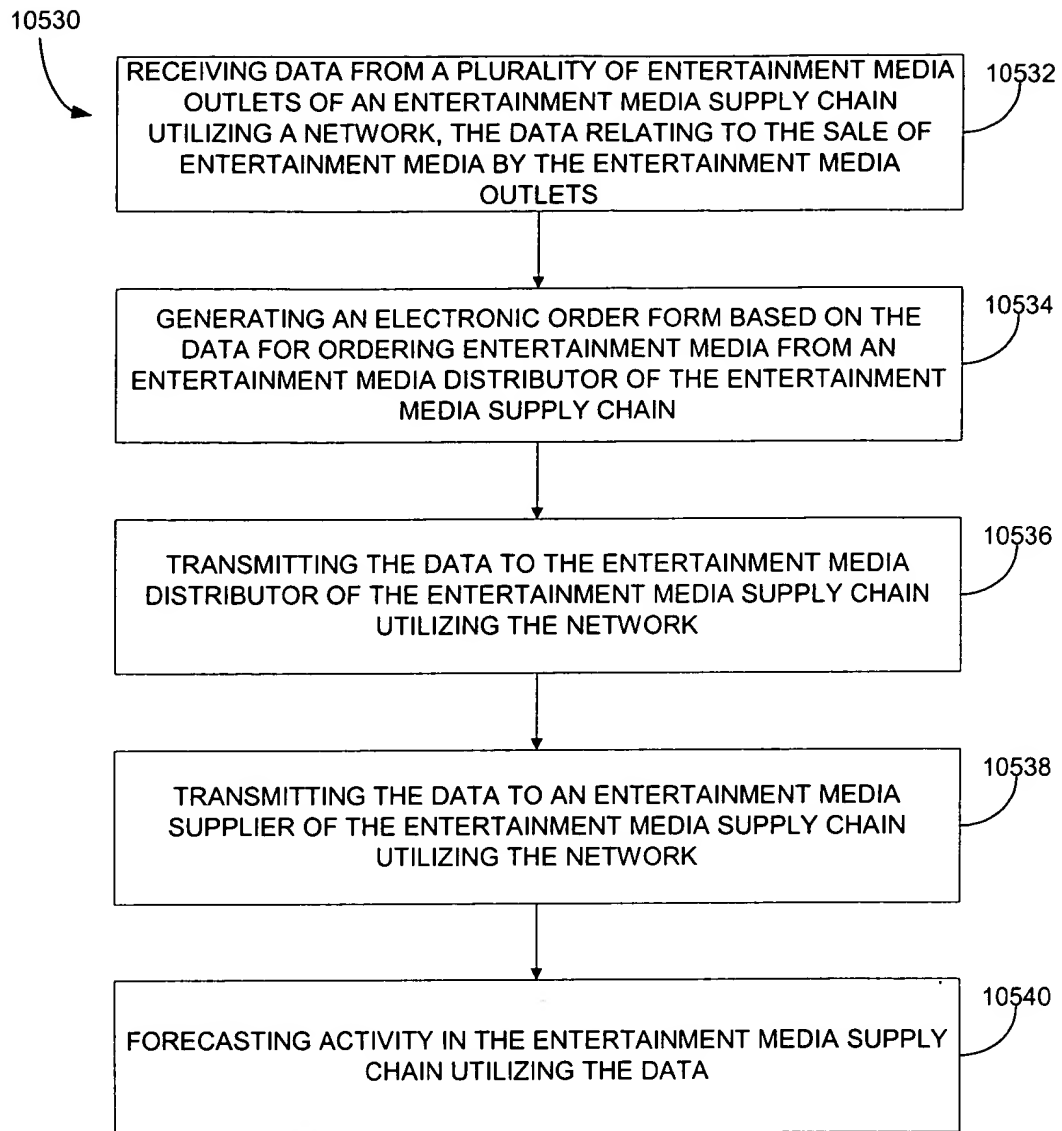 10530
RECEIVING DATA FROM A PLURALITY OF ENTERTAINMENT MEDIA
OUTLETS OF AN ENTERTAINMENT MEDIA SUPPLY CHAIN
UTILIZING A NETWORK, THE DATA RELATING TO THE SALE OF
ENTERTAINMENT MEDIA BY THE ENTERTAINMENT MEDIA
OUTLETS
10532
GENERATING AN ELECTRONIC ORDER FORM BASED ON THE
DATA FOR ORDERING ENTERTAINMENT MEDIA FROM AN
ENTERTAINMENT MEDIA DISTRIBUTOR OF THE ENTERTAINMENT
MEDIA SUPPLY CHAIN
10534
TRANSMITTING THE DATA TO THE ENTERTAINMENT MEDIA
DISTRIBUTOR OF THE ENTERTAINMENT MEDIA SUPPLY CHAIN
UTILIZING THE NETWORK
10536
TRANSMITTING THE DATA TO AN ENTERTAINMENT MEDIA
SUPPLIER OF THE ENTERTAINMENT MEDIA SUPPLY CHAIN
UTILIZING THE NETWORK
10538
FORECASTING ACTIVITY IN THE ENTERTAINMENT MEDIA SUPPLY
CHAIN UTILIZING THE DATA
10540